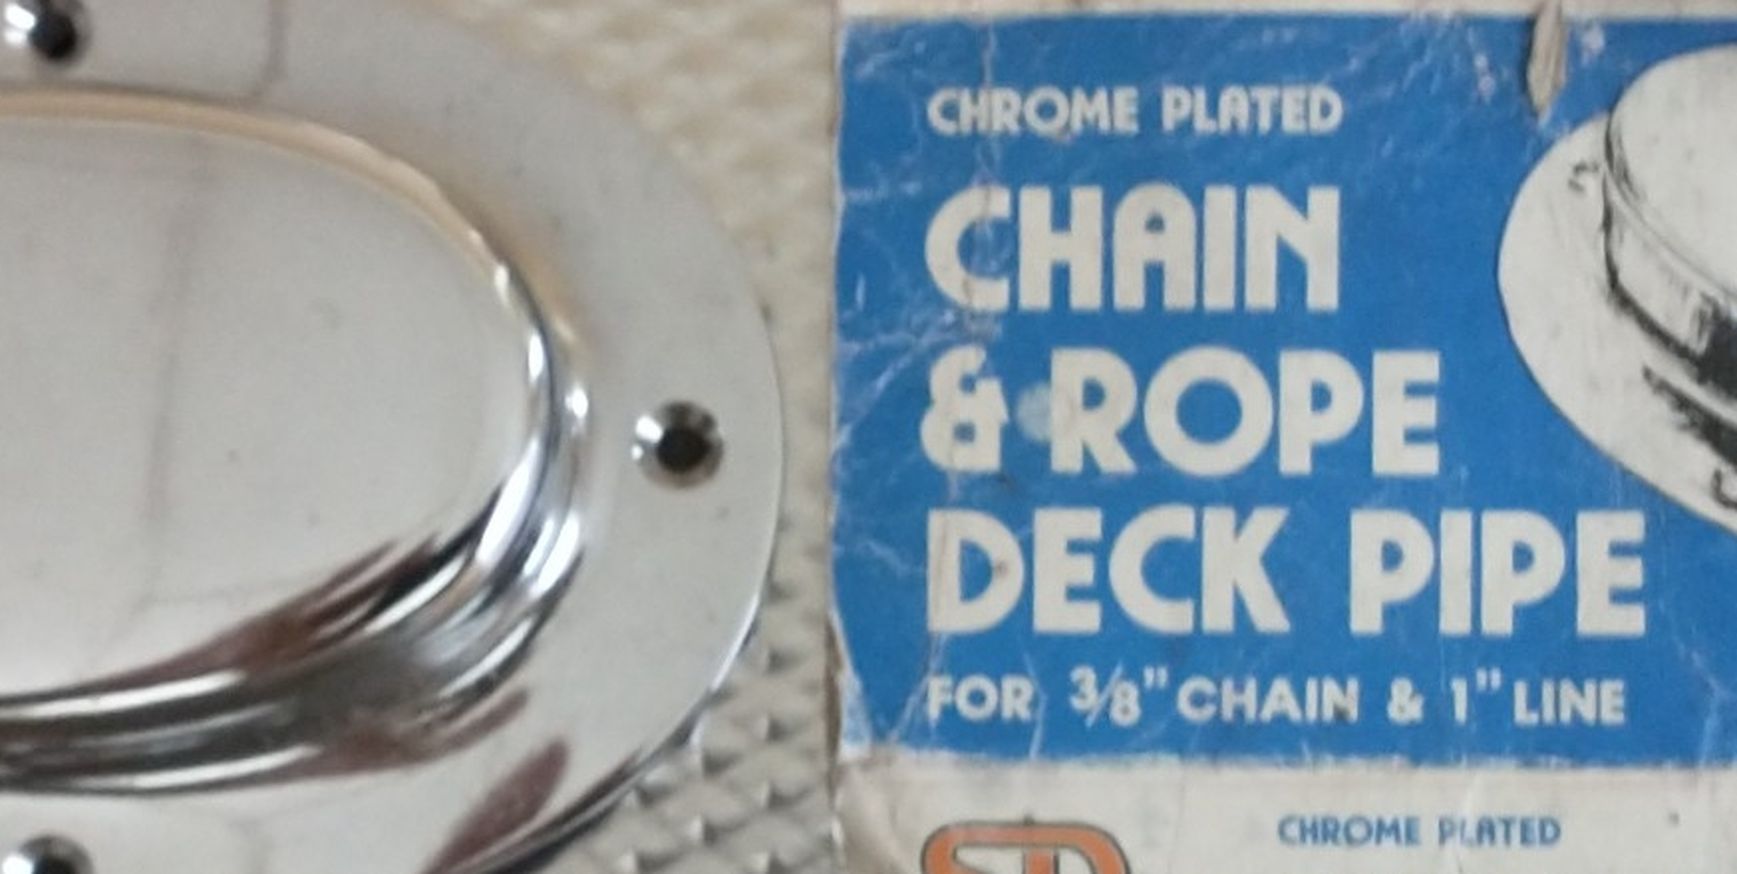 CHROME PLATED
CHAIN
& ROPE
DECK PIPE
FOR 3/8" CHAIN & 1" LINE
CHROME PLATED